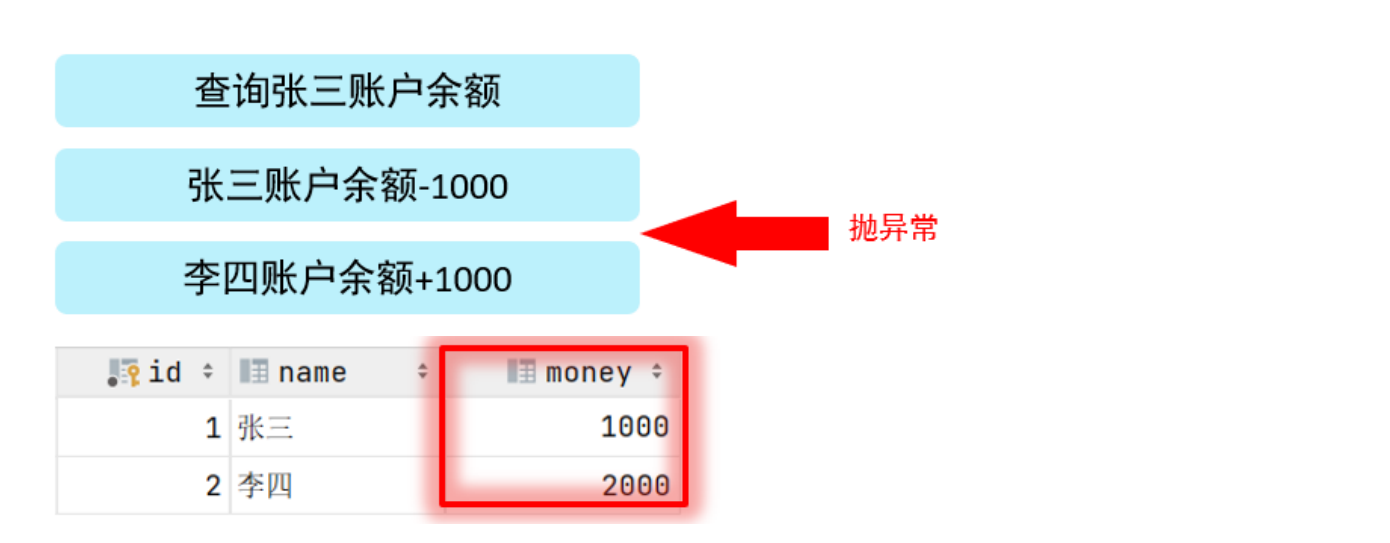 查询张三账户余额
张三账户余额-1000
抛异常
李四账户余额+1000
id name money
1 张三 1000
2 李四 2000